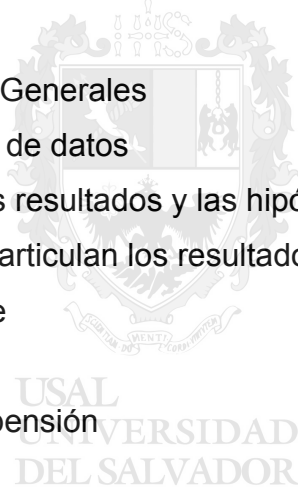 Generales
de datos
s resultados y las hipó
articulan los resultado
e
pensión
USAL
UNIVERSIDAD
DEL SALVADOR